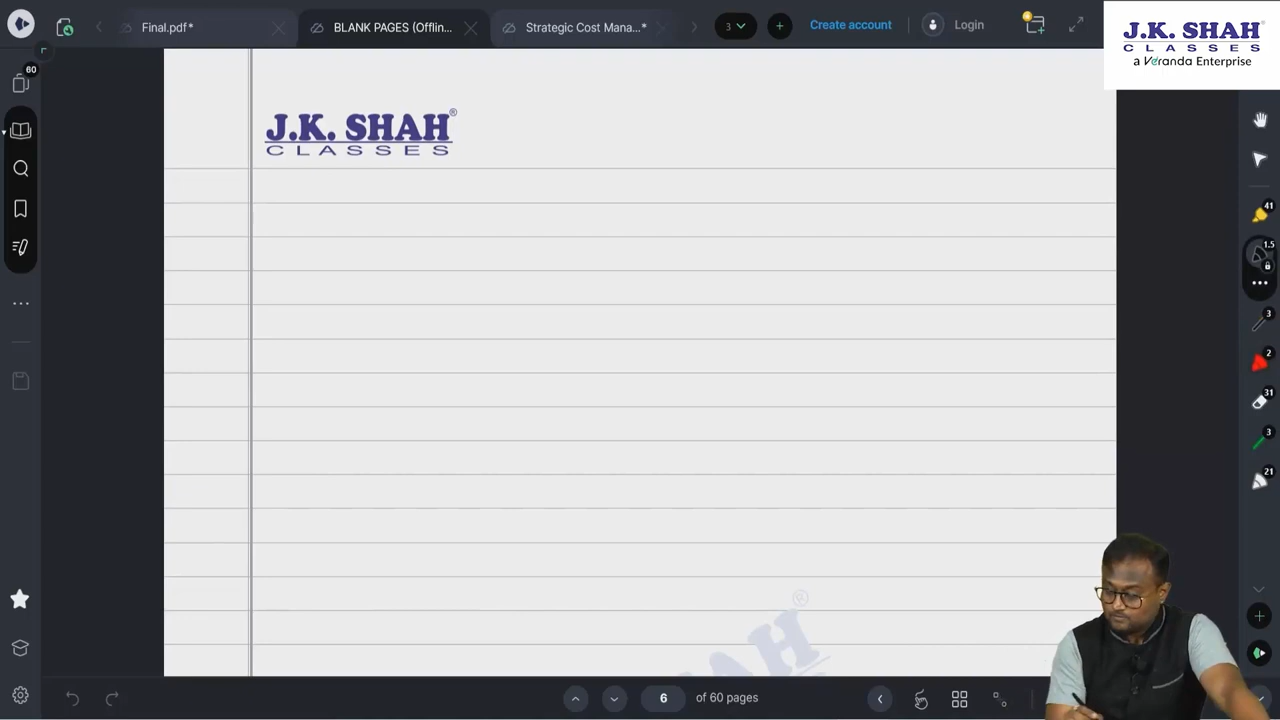 Final.pdf*
BLANK PAGES (Offlin...
Strategic Cost Mana...*
3
Create account
Login
J.K. SHAH®
CLASSES
a Veranda Enterprise
60
J.K. SHAH®
CLASSES
41
1.5
3
2
31
3
21
SHAH®
6 of 60 pages